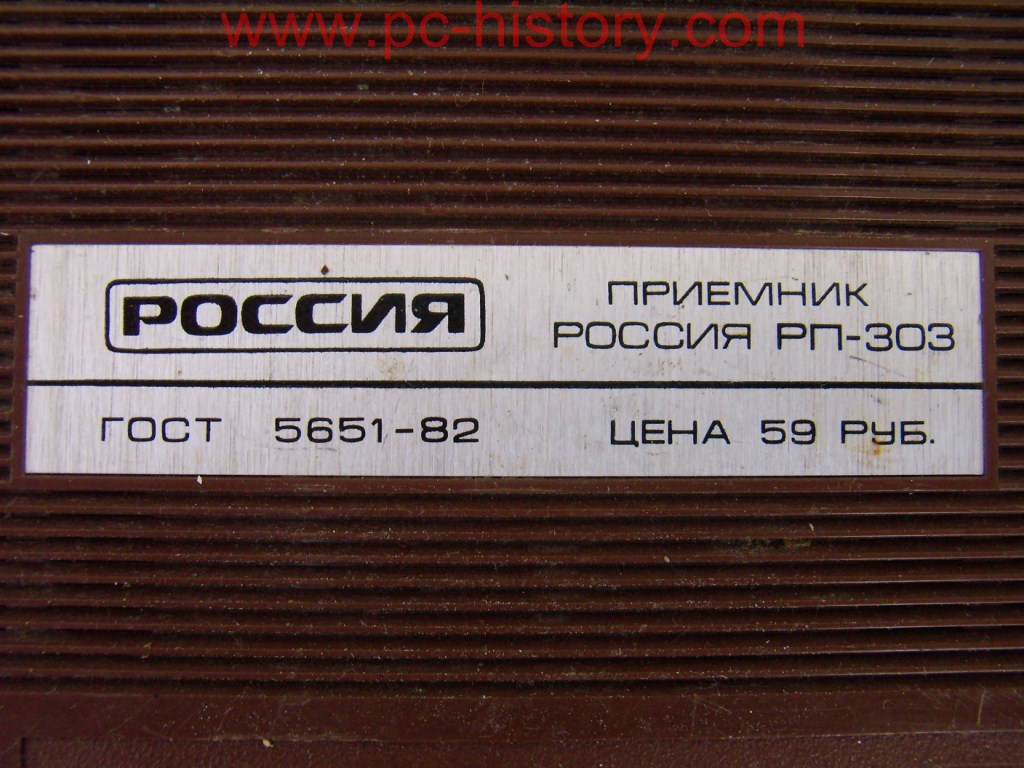 www.pc-history.com
РОССИЯ
ПРИЕМНИК
РОССИЯ РП-303
ГОСТ 5651-82
ЦЕНА 59 РУБ.